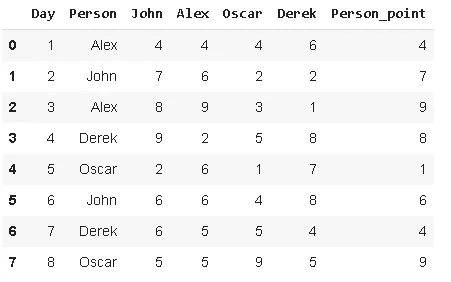 Day Person John Alex Oscar Derek Person_point
0 1 Alex 4 4 4 6 4
1 2 John 7 6 2 2 7
2 3 Alex 8 9 3 1 9
3 4 Derek 9 2 5 8 8
4 5 Oscar 2 6 1 7 1
5 6 John 6 6 4 8 6
6 7 Derek 6 5 5 4 4
7 8 Oscar 5 5 9 5 9